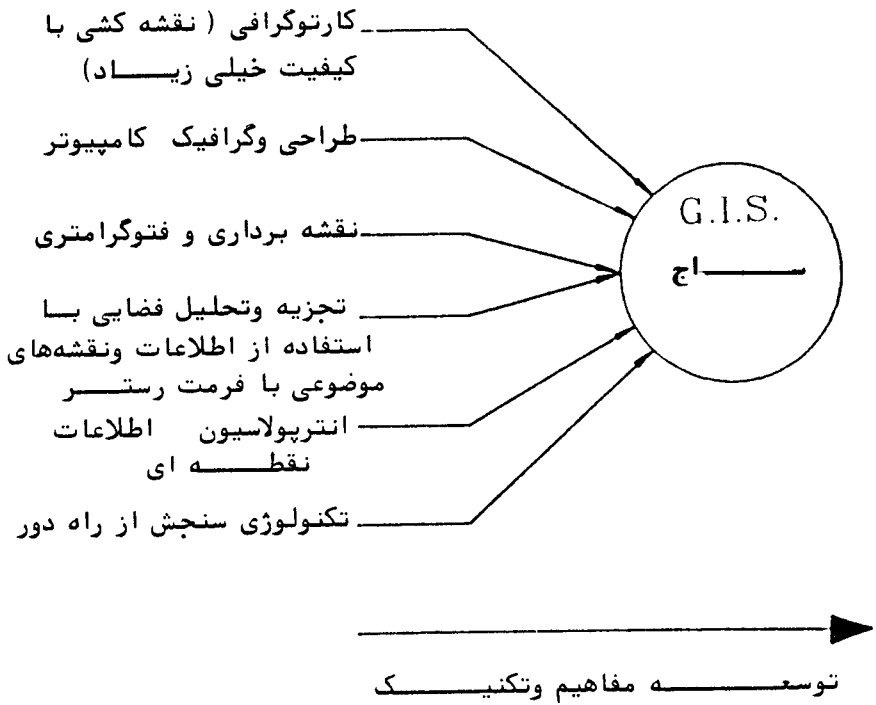 کارتوگرافی ( نقشه کشی با
کیفیت خیلی زیـــاد)
طراحی وگرافیک کامپیوتر
نقشه برداری و فتوگرامتری
تجزیه وتحلیل فضایی بـا
استفاده از اطلاعات ونقشه‌های
موضوعی با فرمت رستـــر
انترپولاسیون اطلاعات
نقطـــه ای
تکنولوژی سنجش از راه دور
G.I.S.
ســـاج
توسعـــه مفاهیم وتکنیـــک